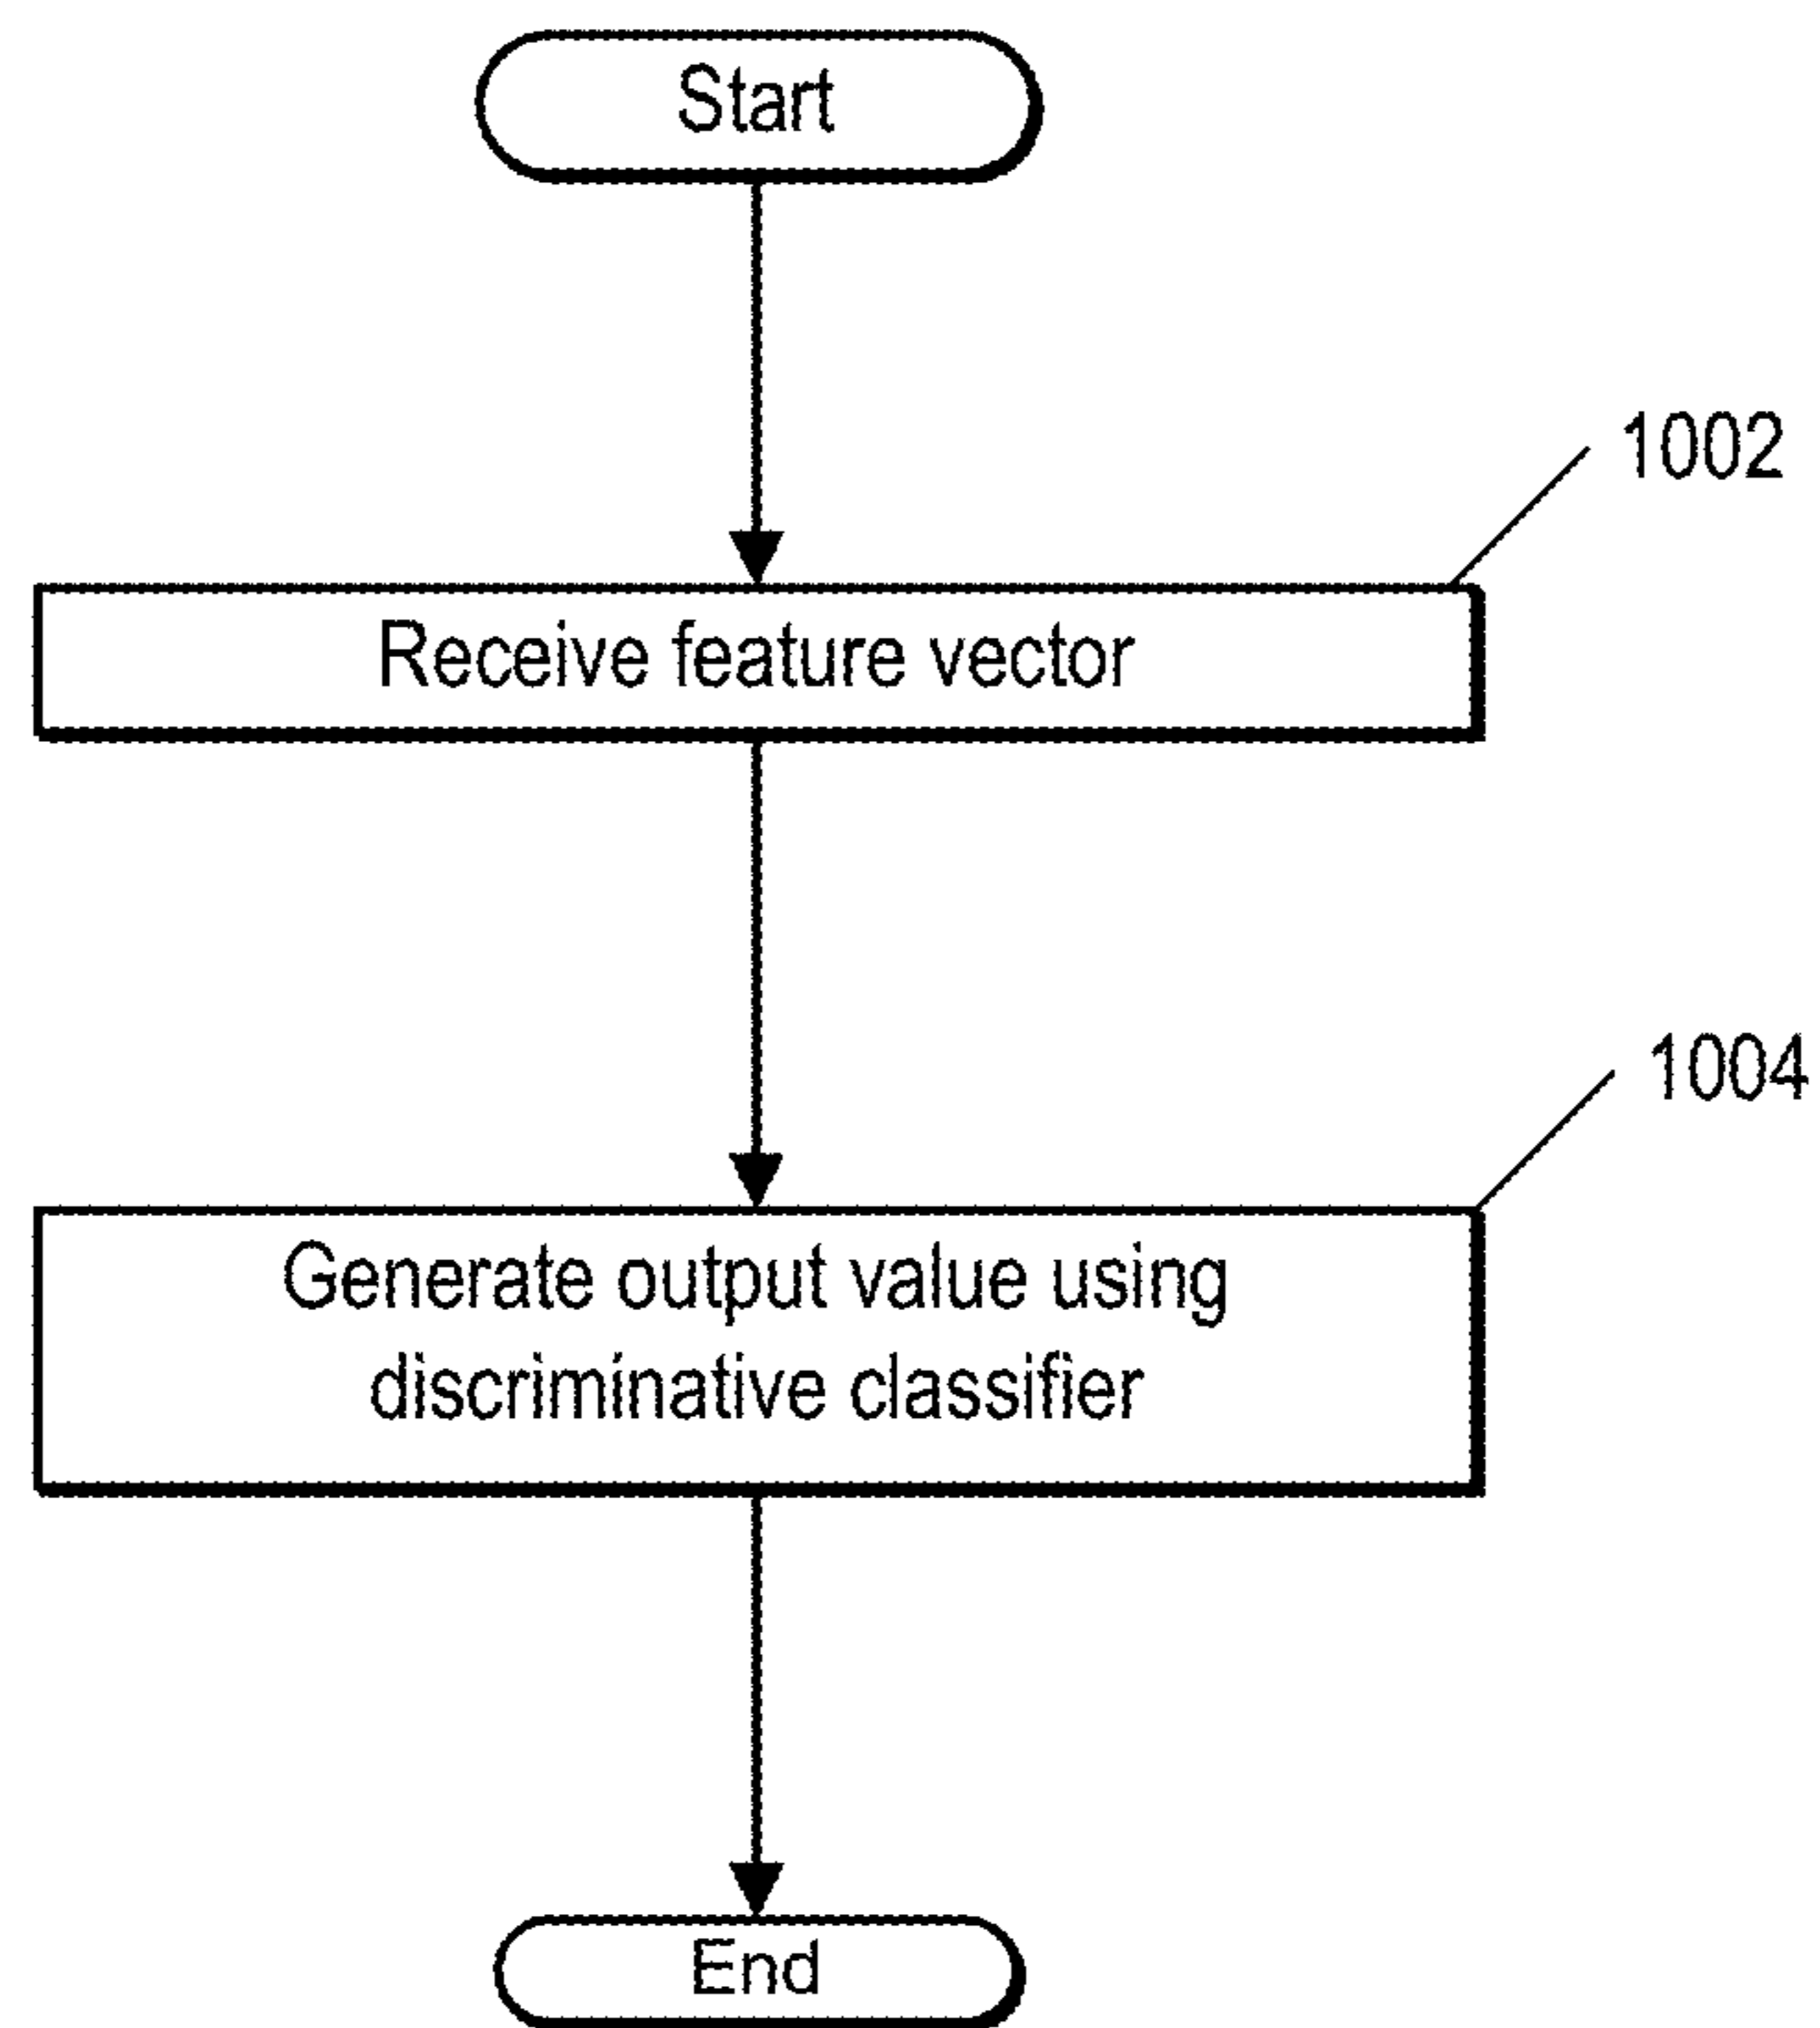 Start
1002
Receive feature vector
1004
Generate output value using
discriminative classifier
End